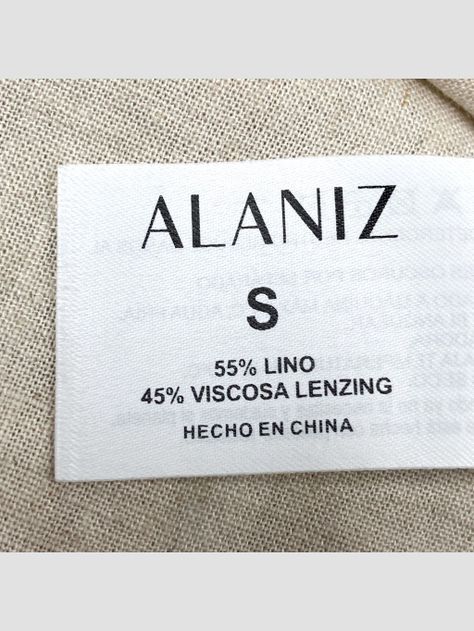 ALANIZ
S
55% LINO
45% VISCOSA LENZING
HECHO EN CHINA